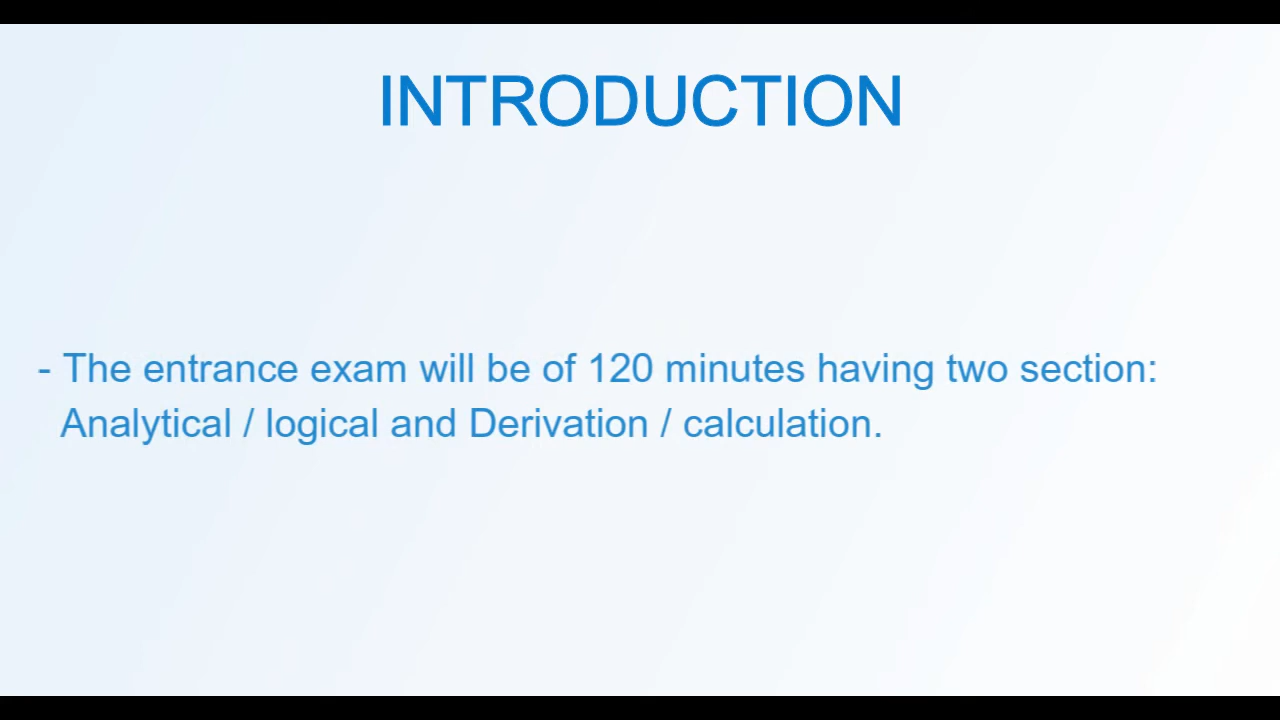 INTRODUCTION
- The entrance exam will be of 120 minutes having two section:
Analytical / logical and Derivation / calculation.